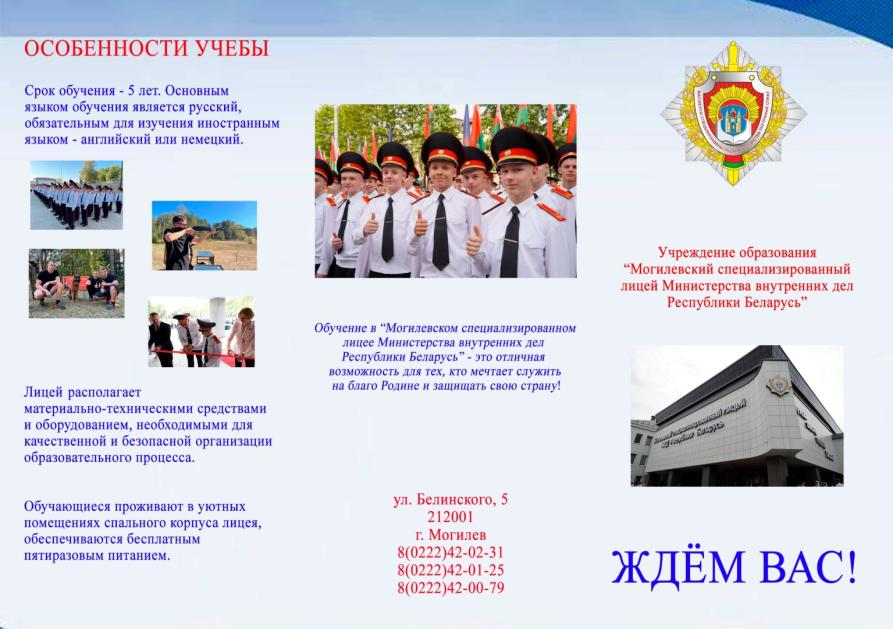 ОСОБЕННОСТИ УЧЕБЫ
Срок обучения - 5 лет. Основным
языком обучения является русский,
обязательным для изучения иностранным
языком - английский или немецкий.
Лицей располагает
материально-техническими средствами
и оборудованием, необходимыми для
качественной и безопасной организации
образовательного процесса.
Обучающиеся проживают в уютных
помещениях спального корпуса лицея,
обеспечиваются бесплатным
пятиразовым питанием.
Обучение в “Могилевском специализированном
лицее Министерства внутренних дел
Республики Беларусь” - это отличная
возможность для тех, кто мечтает служить
на благо Родине и защищать свою страну!
ул. Белинского, 5
212001
г. Могилев
8(0222)42-02-31
8(0222)42-01-25
8(0222)42-00-79
Учреждение образования
“Могилевский специализированный
лицей Министерства внутренних дел
Республики Беларусь”
специализированный лицей
Республики Беларусь
ЖДЁМ ВАС!